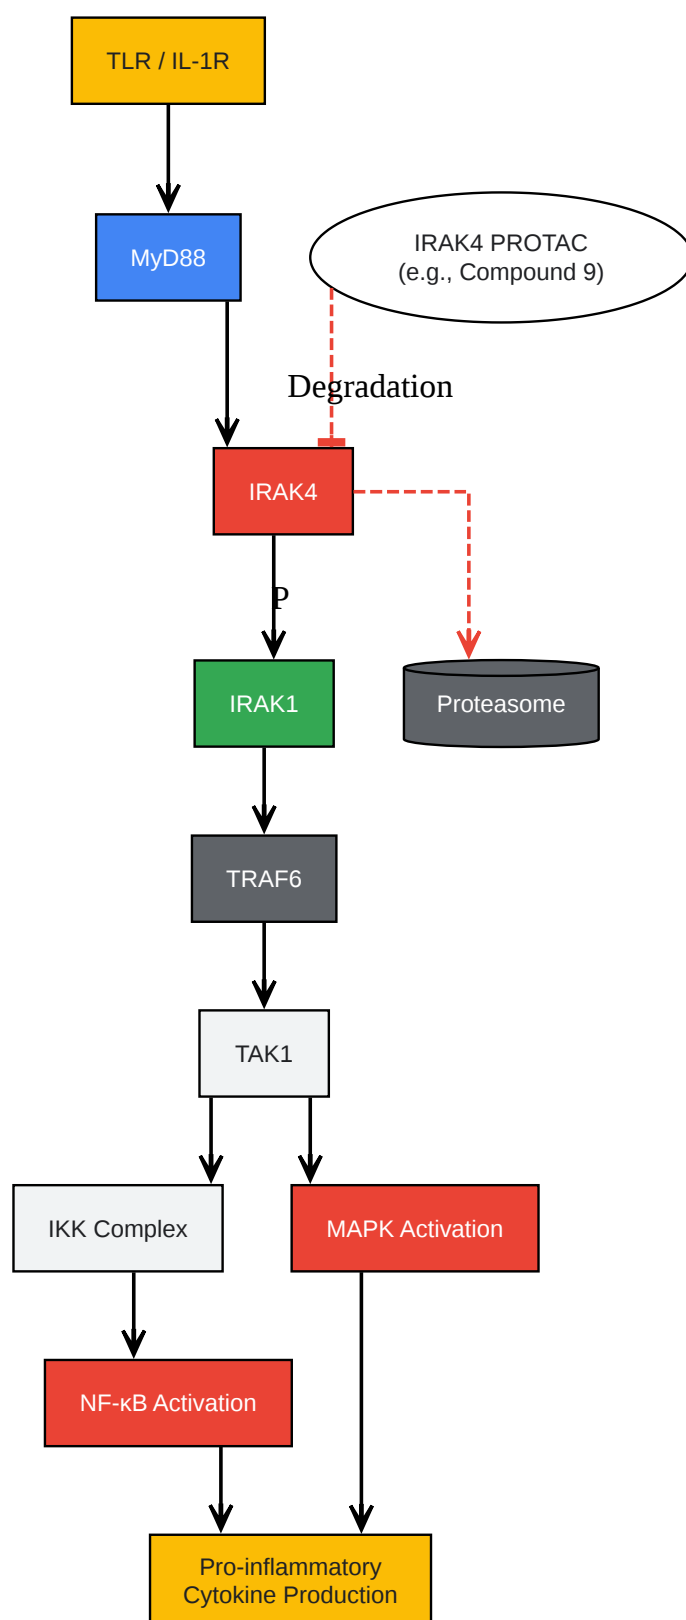 TLR / IL-1R
MyD88
IRAK4 PROTAC
(e.g., Compound 9)
Degradation
IRAK4
P
IRAK1
Proteasome
TRAF6
TAK1
IKK Complex
MAPK Activation
NF-κB Activation
Pro-inflammatory
Cytokine Production